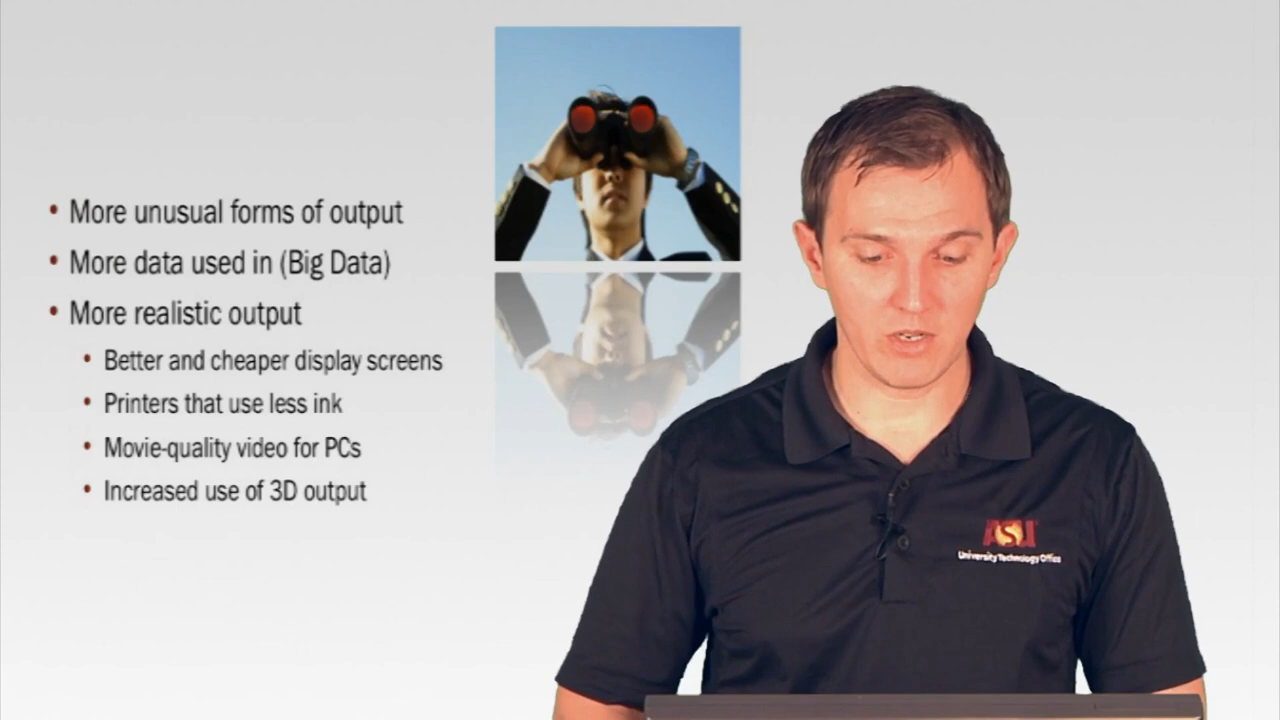 • More unusual forms of output
• More data used in (Big Data)
• More realistic output
• Better and cheaper display screens
• Printers that use less ink
• Movie-quality video for PCs
• Increased use of 3D output
ASU
University Technology Office